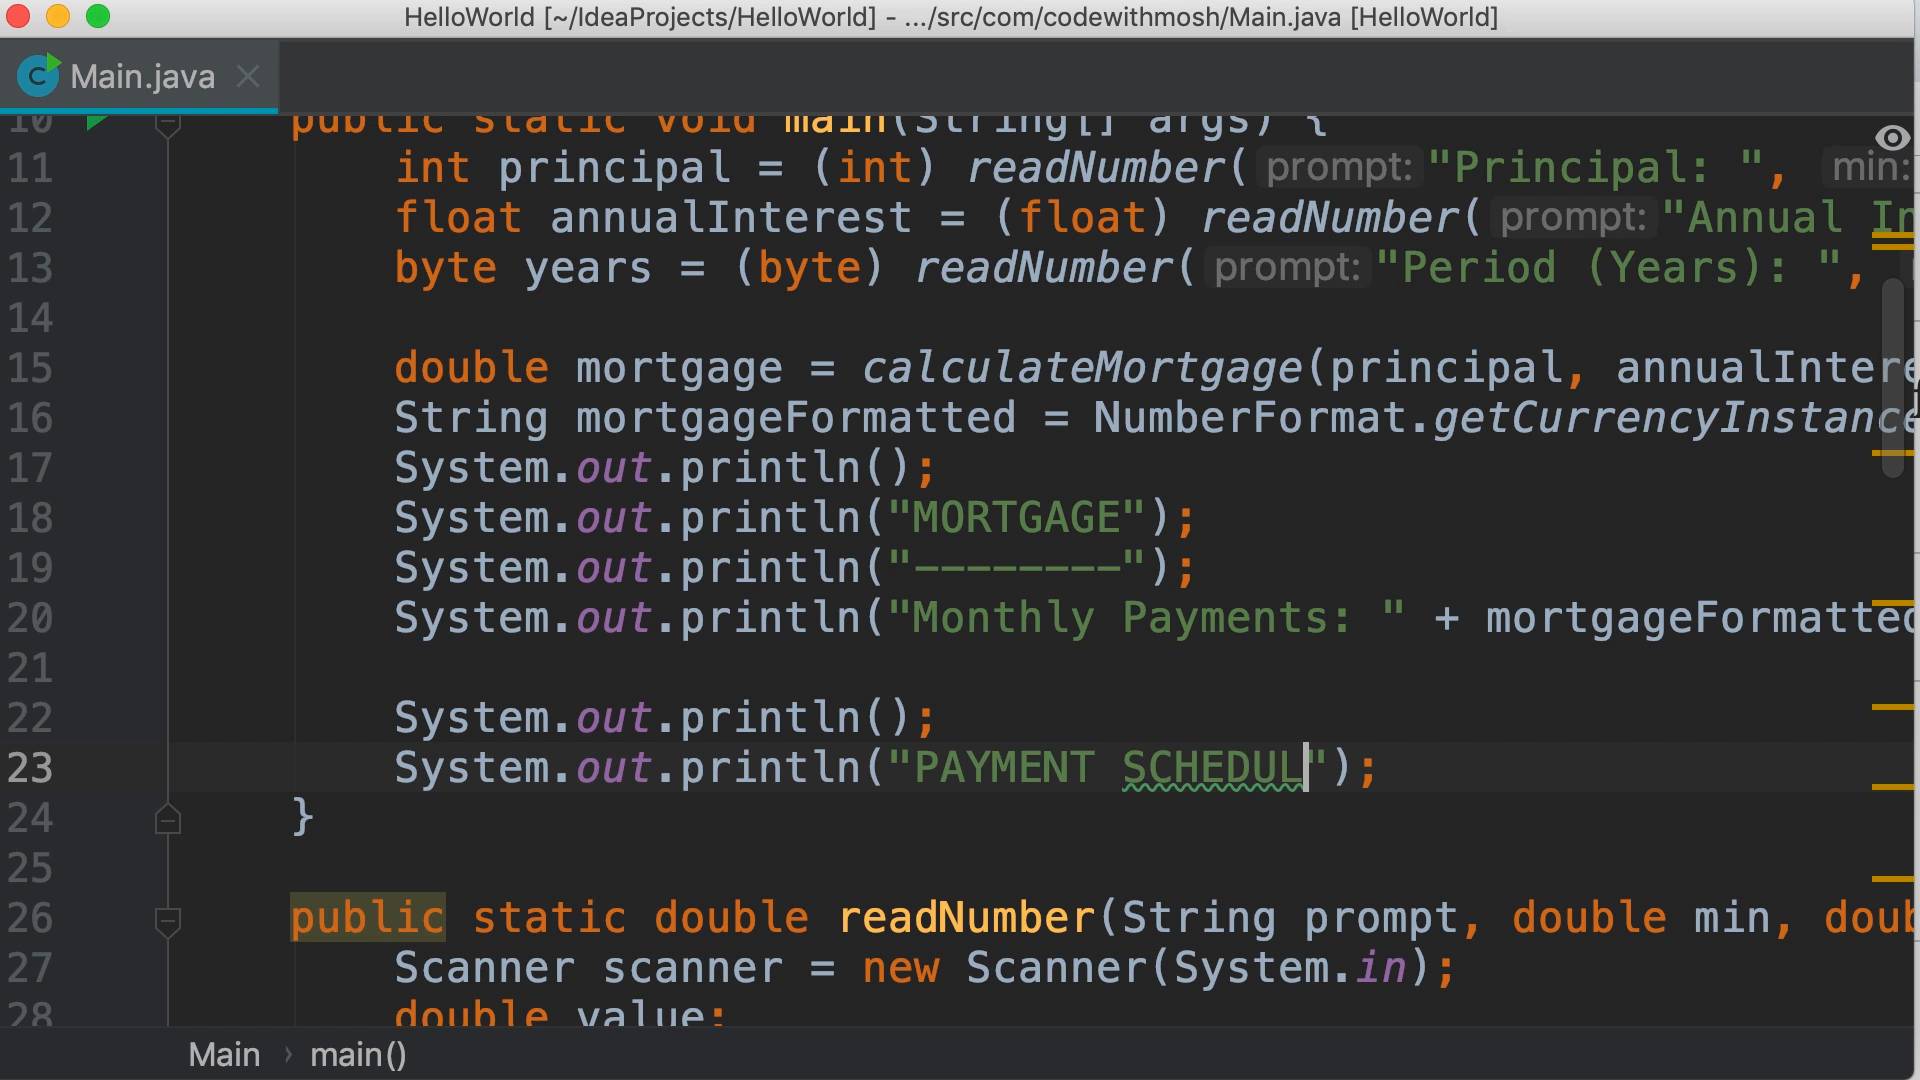 HelloWorld [~/IdeaProjects/HelloWorld] - .../src/com/codewithmosh/Main.java [HelloWorld]
Main.java
10 public static void main(String[] args) {
11 int principal = (int) readNumber( prompt: "Principal: ", min:
12 float annualInterest = (float) readNumber( prompt: "Annual In
13 byte years = (byte) readNumber( prompt: "Period (Years): ",
14
15 double mortgage = calculateMortgage(principal, annualIntere
16 String mortgageFormatted = NumberFormat.getCurrencyInstance
17 System.out.println();
18 System.out.println("MORTGAGE");
19 System.out.println("--------");
20 System.out.println("Monthly Payments: " + mortgageFormatted
21
22 System.out.println();
23 System.out.println("PAYMENT SCHEDUL");
24 }
25
26 public static double readNumber(String prompt, double min, doub
27 Scanner scanner = new Scanner(System.in);
28 double value;
Main › main()